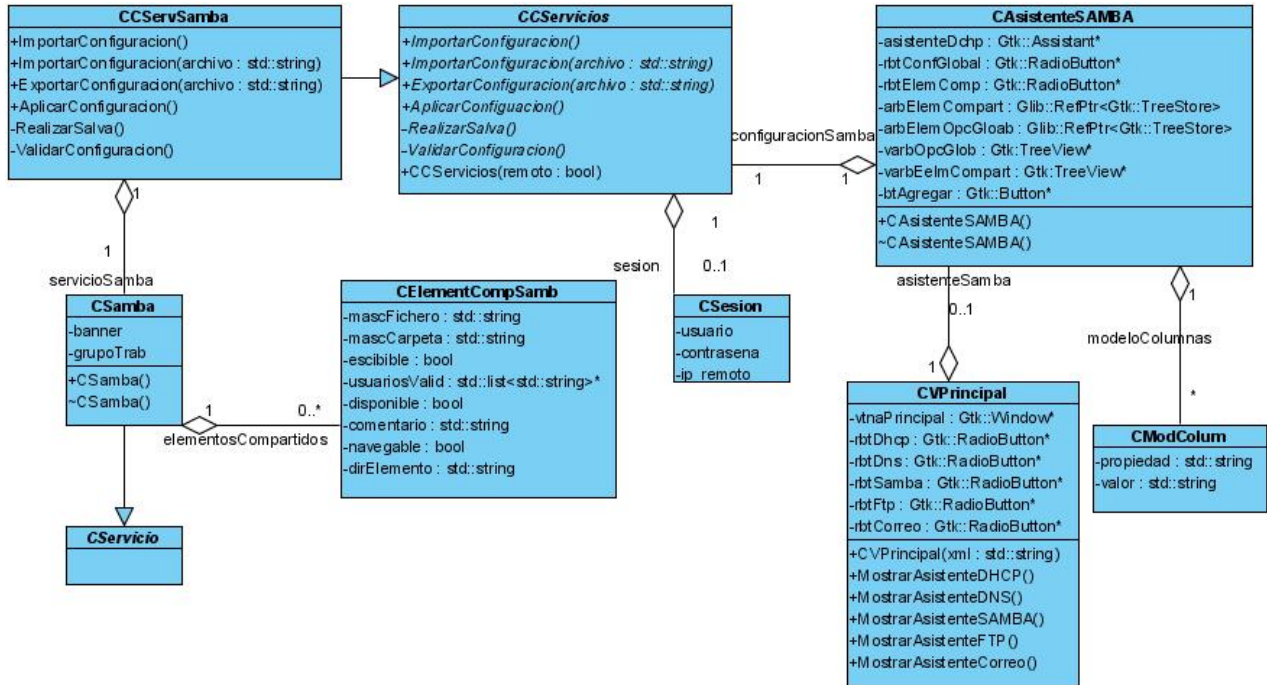 CCServSamba
+ImportarConfiguracion()
+ImportarConfiguracion(archivo : std::string)
+ExportarConfiguracion(archivo : std::string)
+AplicarConfiguracion()
-RealizarSalva()
-ValidarConfiguracion()
CCServicios
+ImportarConfiguracion()
+ImportarConfiguracion(archivo : std::string)
+ExportarConfiguracion(archivo : std::string)
+AplicarConfiguacion()
-RealizarSalva()
-ValidarConfiguracion()
+CCServicios(remoto : bool)
CAsistenteSAMBA
-asistenteDchp : Gtk::Assistant*
-rbtConfGlobal : Gtk::RadioButton*
-rbtElemComp : Gtk::RadioButton*
-arbElemCompart : Glib::RefPtr<Gtk::TreeStore>
-arbElemOpcGloab : Glib::RefPtr<Gtk::TreeStore>
-varbOpcGlob : Gtk:TreeView*
-varbEelmCompart : Gtk:TreeView*
-btAgregar : Gtk::Button*
+CAsistenteSAMBA()
~CAsistenteSAMBA()
configuracionSamba
1
1
1
1
servicioSamba
1
0..1
sesion
asistenteSamba
0..1
1
1
modeloColumnas
*
CSamba
-banner
-grupoTrab
+CSamba()
~CSamba()
1
0..*
elementosCompartidos
CElementCompSamb
-mascFichero : std::string
-mascCarpeta : std::string
-escibible : bool
-usuariosValid : std::list<std::string>*
-disponible : bool
-comentario : std::string
-navegable : bool
-dirElemento : std::string
CSesion
-usuario
-contrasena
-ip_remoto
CVPrincipal
-vtnaPrincipal : Gtk::Window*
-rbtDhcp : Gtk::RadioButton*
-rbtDns : Gtk::RadioButton*
-rbtSamba : Gtk::RadioButton*
-rbtFtp : Gtk::RadioButton*
-rbtCorreo : Gtk::RadioButton*
+CVPrincipal(xml : std::string)
+MostrarAsistenteDHCP()
+MostrarAsistenteDNS()
+MostrarAsistenteSAMBA()
+MostrarAsistenteFTP()
+MostrarAsistenteCorreo()
CModColum
-propiedad : std::string
-valor : std::string
CServicio